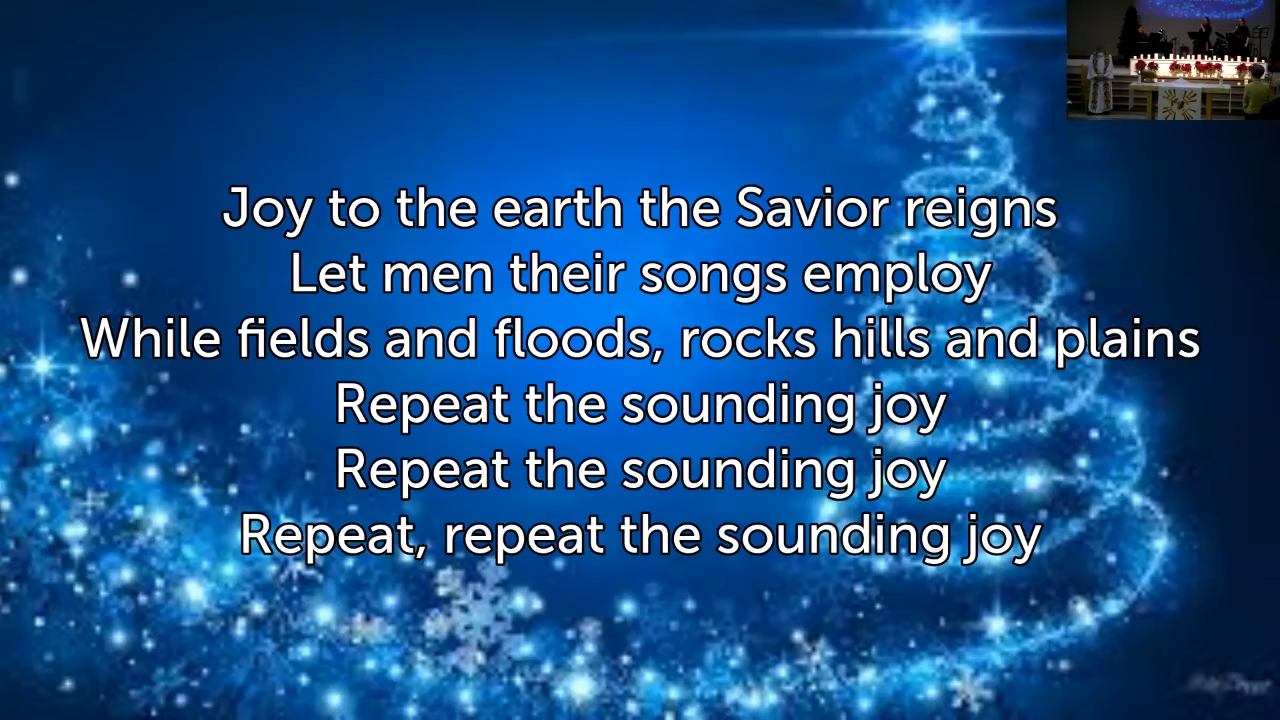 Joy to the earth the Savior reigns
Let men their songs employ
While fields and floods, rocks hills and plains
Repeat the sounding joy
Repeat the sounding joy
Repeat, repeat the sounding joy